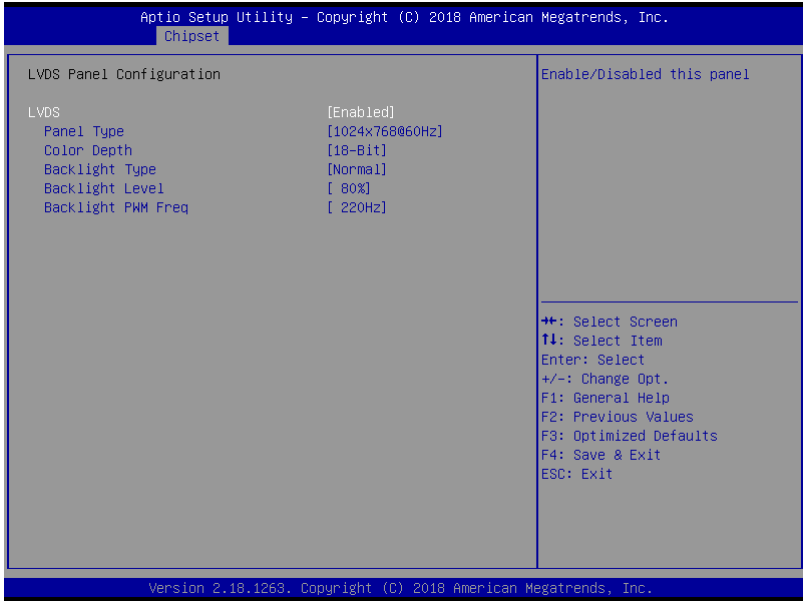 Aptio Setup Utility – Copyright (C) 2018 American Megatrends, Inc.
Chipset
LVDS Panel Configuration
LVDS [Enabled]
Panel Type [1024x768@60Hz]
Color Depth [18-Bit]
Backlight Type [Normal]
Backlight Level [ 80%]
Backlight PWM Freq [ 220Hz]
Enable/Disabled this panel
→←: Select Screen
↑↓: Select Item
Enter: Select
+/-: Change Opt.
F1: General Help
F2: Previous Values
F3: Optimized Defaults
F4: Save & Exit
ESC: Exit
Version 2.18.1263. Copyright (C) 2018 American Megatrends, Inc.